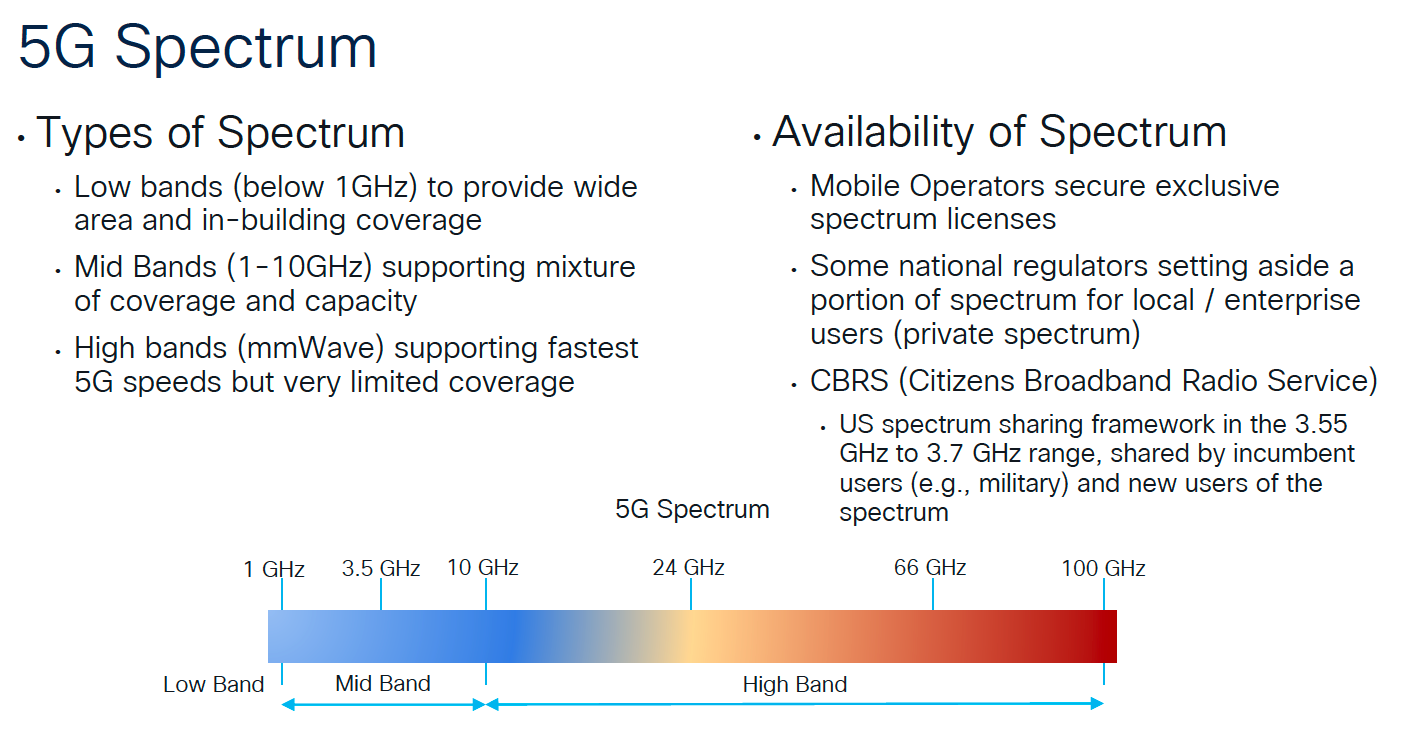 5G Spectrum
• Types of Spectrum
• Low bands (below 1GHz) to provide wide
area and in-building coverage
• Mid Bands (1-10GHz) supporting mixture
of coverage and capacity
• High bands (mmWave) supporting fastest
5G speeds but very limited coverage
• Availability of Spectrum
• Mobile Operators secure exclusive
spectrum licenses
• Some national regulators setting aside a
portion of spectrum for local / enterprise
users (private spectrum)
• CBRS (Citizens Broadband Radio Service)
• US spectrum sharing framework in the 3.55
GHz to 3.7 GHz range, shared by incumbent
users (e.g., military) and new users of the
spectrum
5G Spectrum
1 GHz 3.5 GHz 10 GHz 24 GHz 66 GHz 100 GHz
Low Band Mid Band High Band